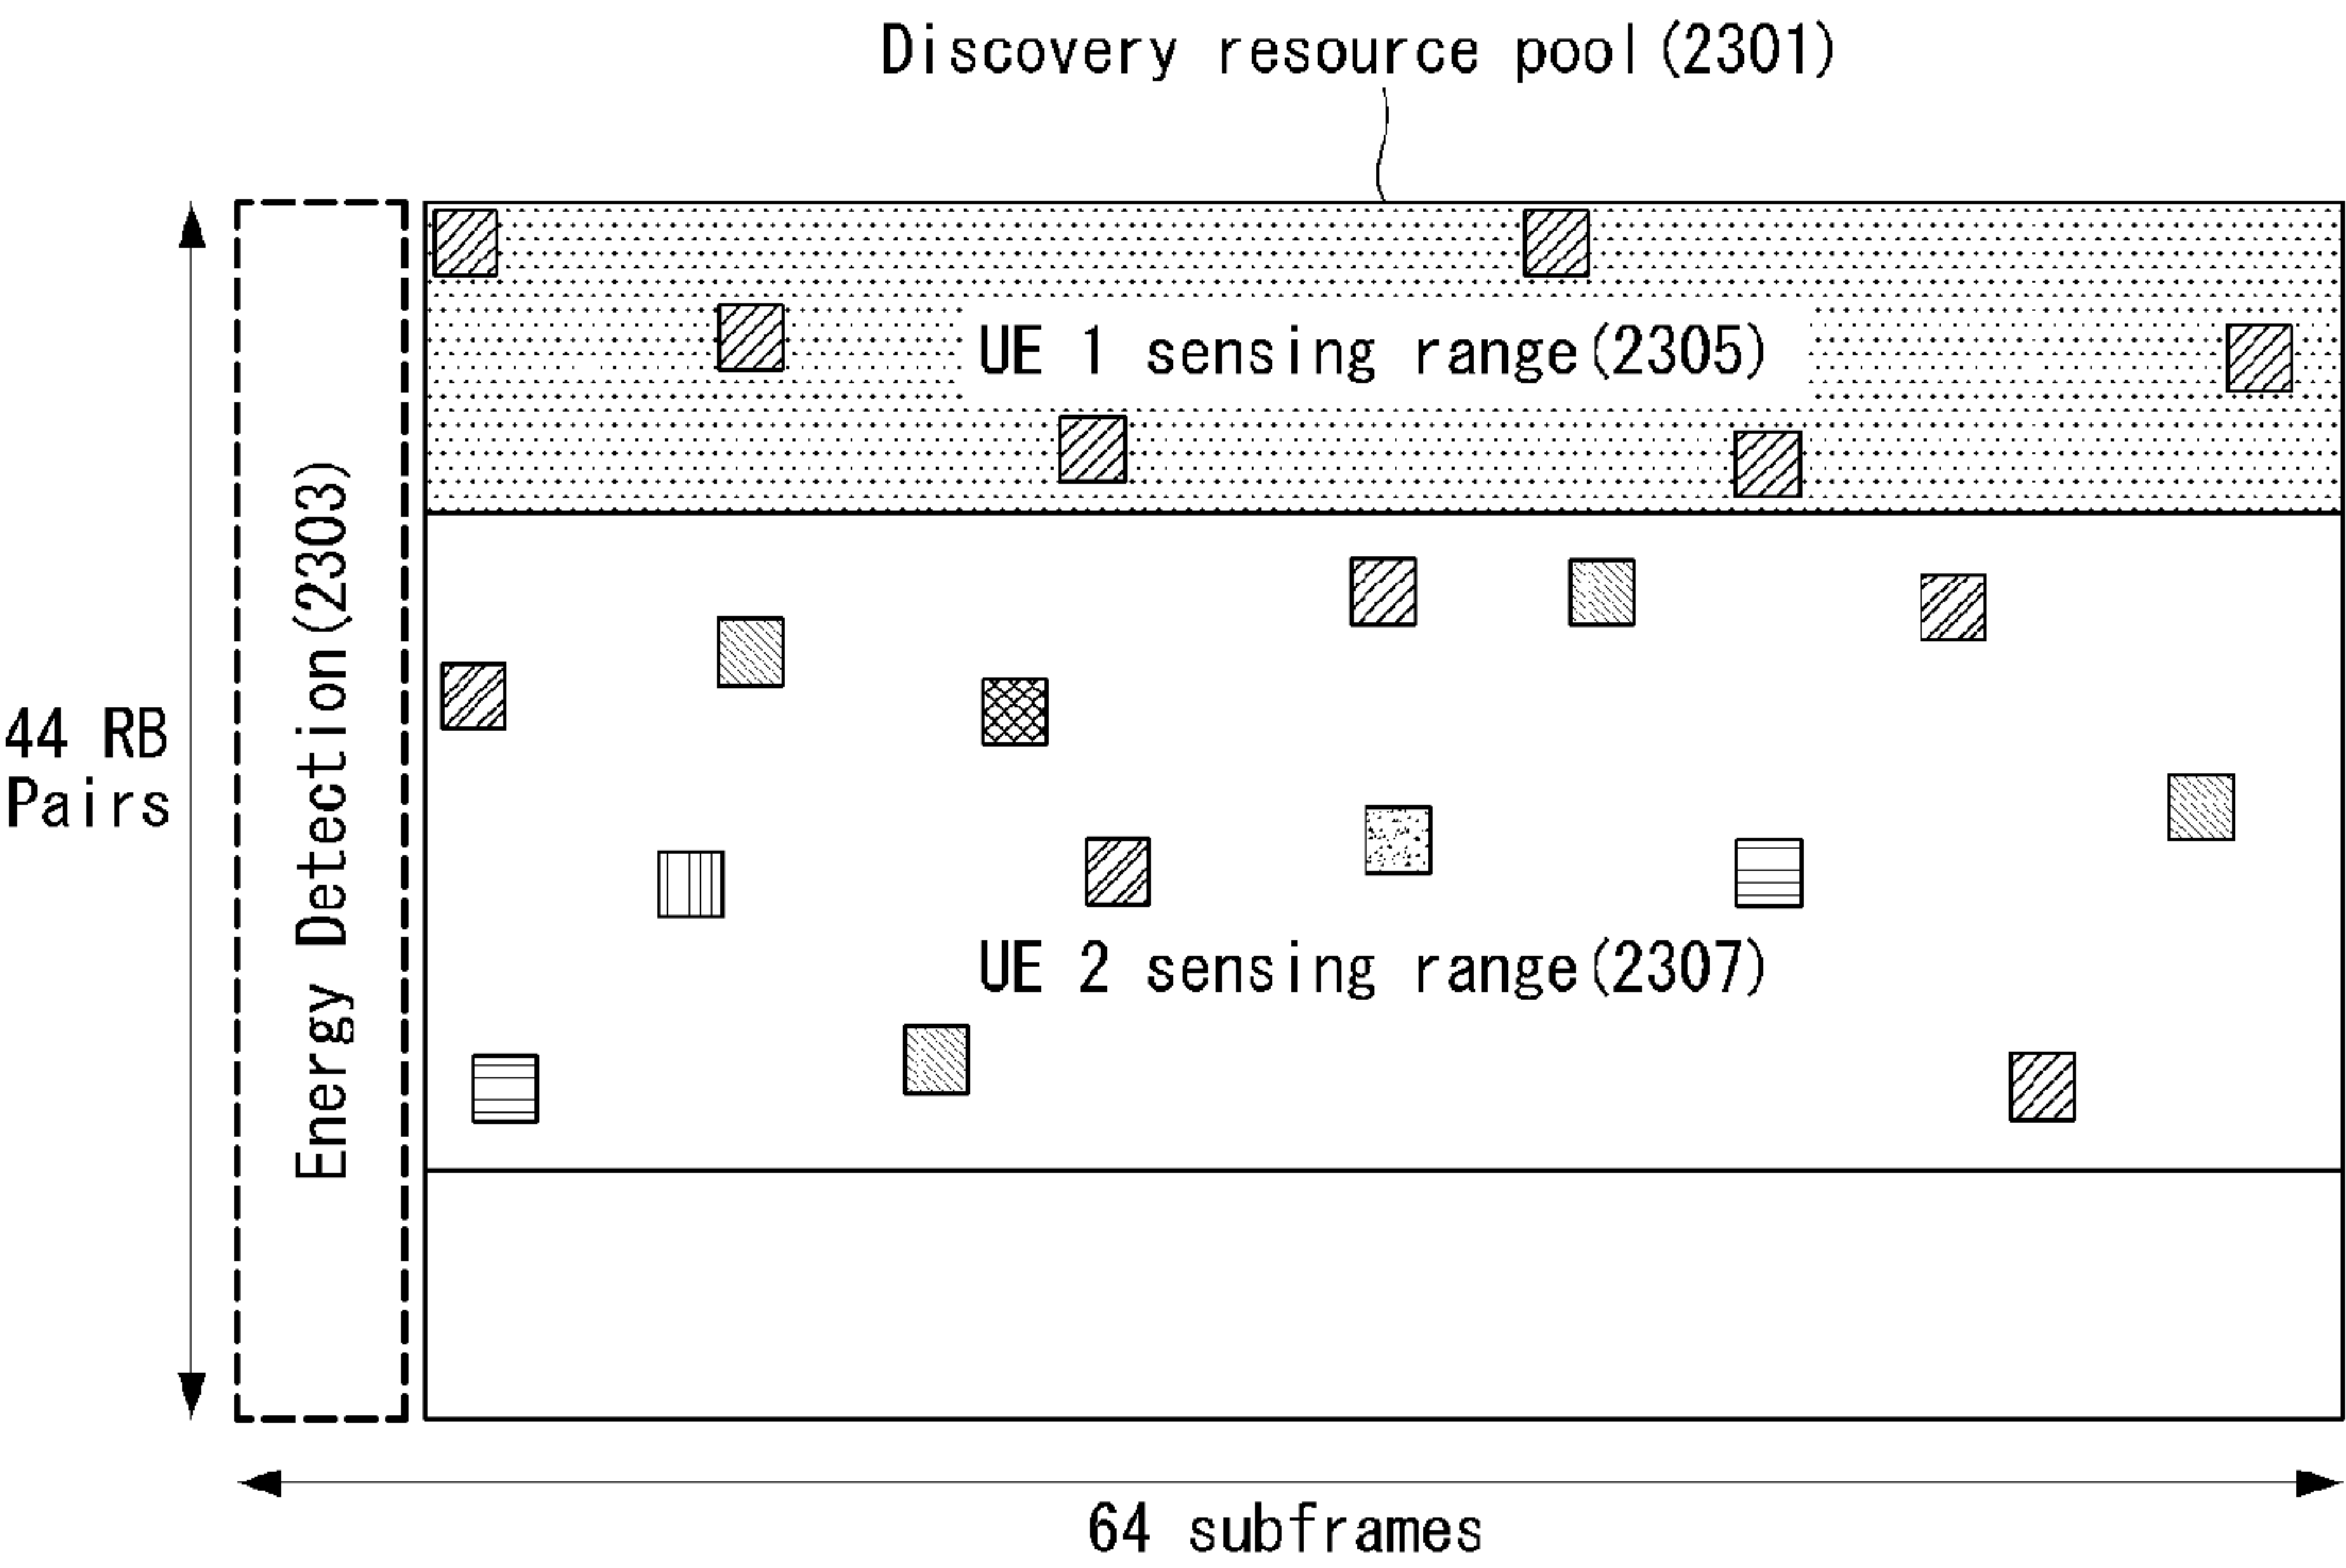 Discovery resource pool(2301)
UE 1 sensing range(2305)
Energy Detection(2303)
44 RB
Pairs
UE 2 sensing range(2307)
64 subframes